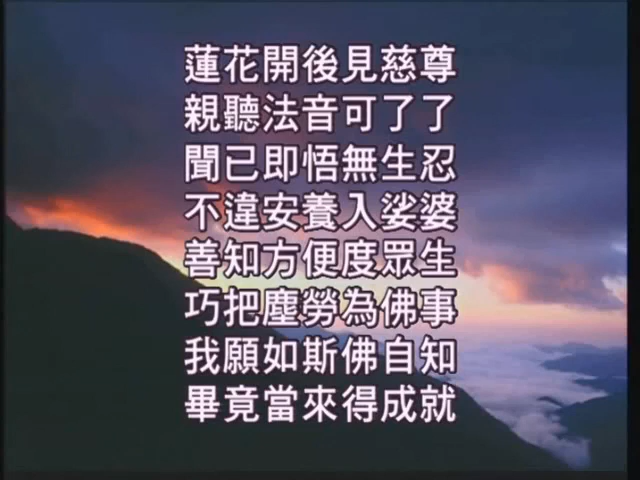 蓮花開後見慈尊
親聽法音可了了
聞已即悟無生忍
不違安養入娑婆
善知方便度眾生
巧把塵勞為佛事
我願如斯佛自知
畢竟當來得成就